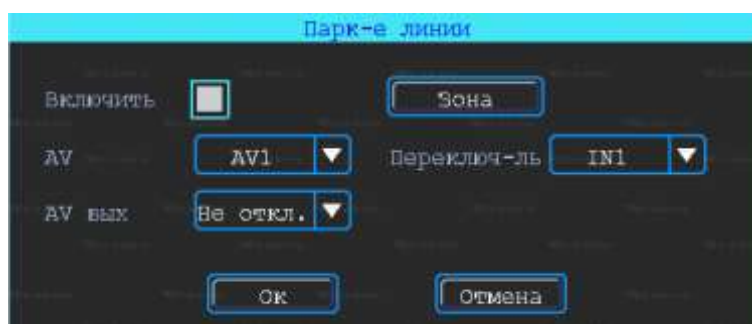 Парк-е линии
Включить Зона
AV AV1 Переключ-ль IN1
AV вых Не откл.
Ок Отмена